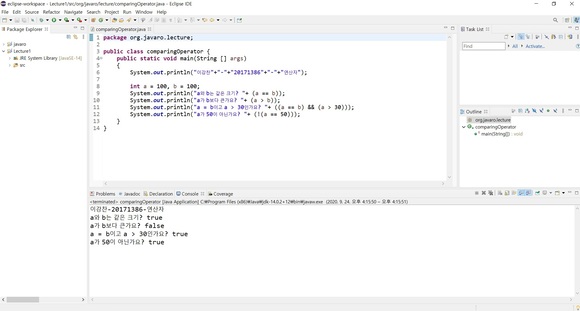 eclipse-workspace - Lecture1/src/org/javaro/lecture/comparingOperator.java - Eclipse IDE
File Edit Source Refactor Navigate Search Project Run Window Help
Package Explorer
javaro
Lecture1
JRE System Library [JavaSE-14]
src
comparingOperator.java
1 package org.javaro.lecture;
2
3 public class comparingOperator {
4 public static void main(String [] args)
5 {
6 System.out.println("이강찬"+"-"+"20171386"+"-"+"연산자");
7
8 int a = 100, b = 100;
9 System.out.println("a와 b는 같은 크기? "+ (a == b));
10 System.out.println("a가 b보다 큰가요? "+ (a > b));
11 System.out.println("a = b이고 a > 30인가요? "+ ((a == b) && (a > 30)));
12 System.out.println("a가 50이 아닌가요? "+ (!(a == 50)));
13 }
14 }
Task List
Find All Activate...
Outline
org.javaro.lecture
comparingOperator
main(String[]) : void
Problems Javadoc Declaration Console Coverage
<terminated> comparingOperator [Java Application] C:\Program Files\Java\jdk-14.0.2\bin\javaw.exe (2020. 9. 24. 오후 4:15:50 – 오후 4:15:51)
이강찬-20171386-연산자
a와 b는 같은 크기? true
a가 b보다 큰가요? false
a = b이고 a > 30인가요? true
a가 50이 아닌가요? true